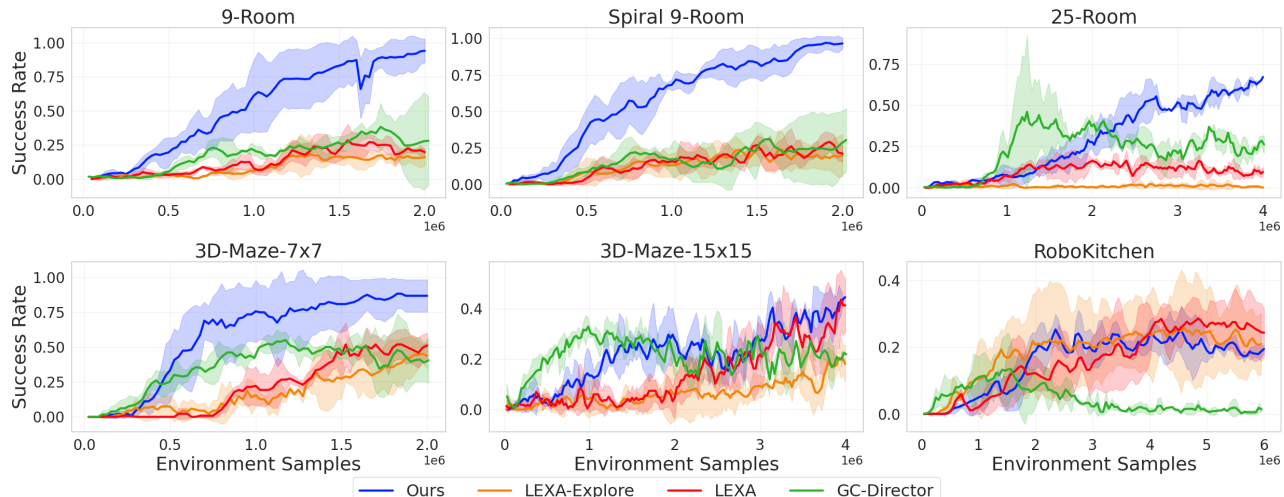 9-Room Spiral 9-Room 25-Room
Success Rate
1.00 0.75 0.50 0.25 0.00
0.0 0.5 1.0 1.5 2.0
1e6
1.00 0.75 0.50 0.25 0.00
0.0 0.5 1.0 1.5 2.0
1e6
0.75 0.50 0.25 0.00
0 1 2 3 4
1e6
3D-Maze-7x7 3D-Maze-15x15 RoboKitchen
Success Rate
1.00 0.75 0.50 0.25 0.00
0.0 0.5 1.0 1.5 2.0
1e6
Environment Samples
0.4 0.2 0.0
0 1 2 3 4
1e6
Environment Samples
0.4 0.2 0.0
0 1 2 3 4 5 6
1e6
Environment Samples
Ours LEXA-Explore LEXA GC-Director